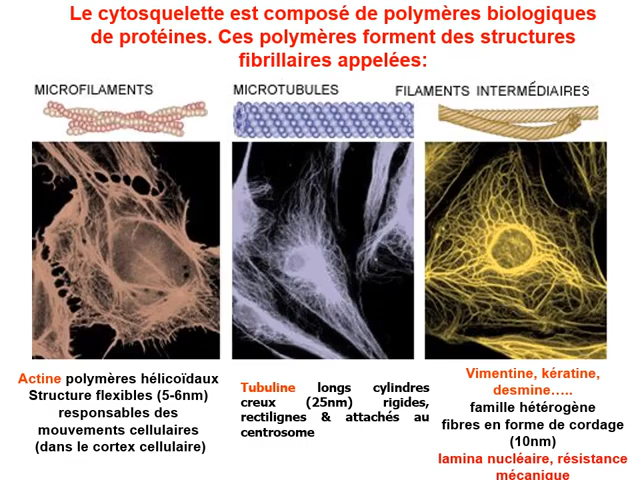 Le cytosquelette est composé de polymères biologiques
de protéines. Ces polymères forment des structures
fibrillaires appelées:
MICROFILAMENTS
MICROTUBULES
FILAMENTS INTERMÉDIAIRES
Actine polymères hélicoïdaux
Structure flexibles (5-6nm)
responsables des
mouvements cellulaires
(dans le cortex cellulaire)
Tubuline longs cylindres
creux (25nm) rigides,
rectilignes & attachés au
centrosome
Vimentine, kératine,
desmine.....
famille hétérogène
fibres en forme de cordage
(10nm)
lamina nucléaire, résistance
mécanique